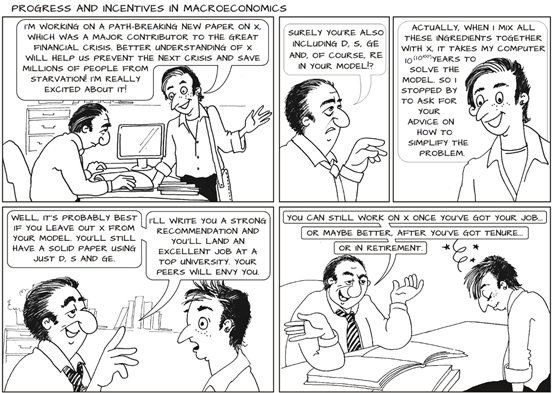 PROGRESS AND INCENTIVES IN MACROECONOMICS
I'M WORKING ON A PATH-BREAKING NEW PAPER ON X,
WHICH WAS A MAJOR CONTRIBUTOR TO THE GREAT
FINANCIAL CRISIS. BETTER UNDERSTANDING OF X
WILL HELP US PREVENT THE NEXT CRISIS AND SAVE
MILLIONS OF PEOPLE FROM
STARVATION! I'M REALLY
EXCITED ABOUT IT!
SURELY YOU'RE ALSO
INCLUDING D, S, GE
AND, OF COURSE, RE
IN YOUR MODEL!?
ACTUALLY, WHEN I MIX ALL
THESE INGREDIENTS TOGETHER
WITH X, IT TAKES MY COMPUTER
10^(10^100) YEARS TO
SOLVE THE
MODEL. SO I
STOPPED BY
TO ASK FOR
YOUR
ADVICE ON
HOW TO
SIMPLIFY THE
PROBLEM.
WELL, IT'S PROBABLY BEST
IF YOU LEAVE OUT X FROM
YOUR MODEL. YOU'LL STILL
HAVE A SOLID PAPER USING
JUST D, S AND GE.
I'LL WRITE YOU A STRONG
RECOMMENDATION AND
YOU'LL LAND AN
EXCELLENT JOB AT A
TOP UNIVERSITY. YOUR
PEERS WILL ENVY YOU.
YOU CAN STILL WORK ON X ONCE YOU'VE GOT YOUR JOB...
OR MAYBE BETTER, AFTER YOU'VE GOT TENURE...
OR IN RETIREMENT.